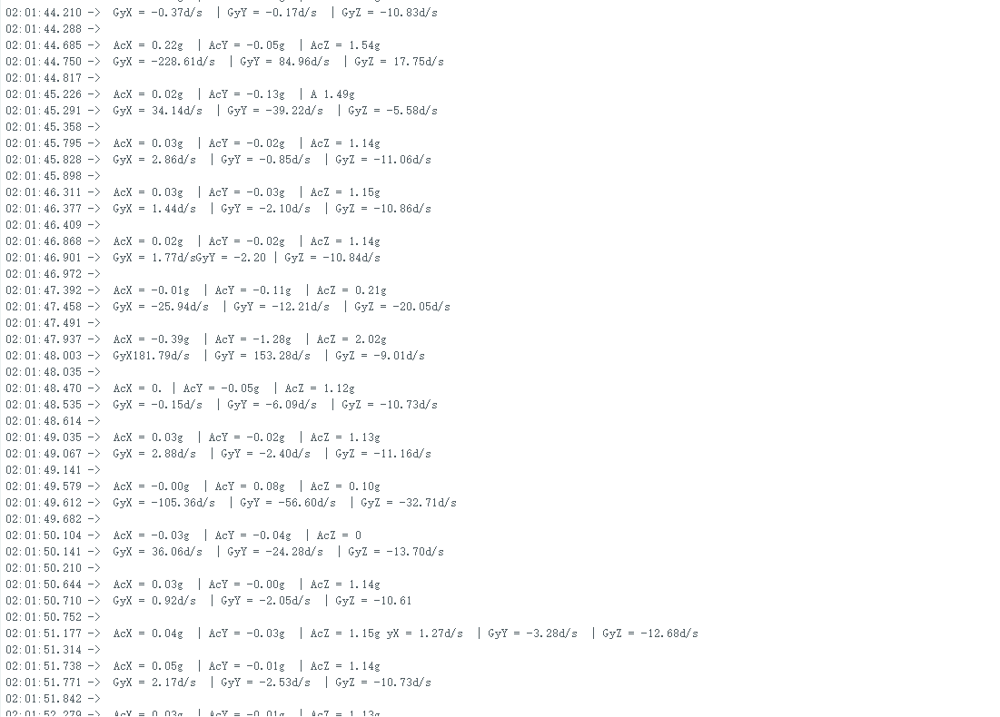 02:01:44.210 -> GyX = -0.37d/s | GyY = -0.17d/s | GyZ = -10.83d/s
02:01:44.288 ->
02:01:44.685 -> AcX = 0.22g | AcY = -0.05g | AcZ = 1.54g
02:01:44.750 -> GyX = -228.61d/s | GyY = 84.96d/s | GyZ = 17.75d/s
02:01:44.817 ->
02:01:45.226 -> AcX = 0.02g | AcY = -0.13g | A 1.49g
02:01:45.291 -> GyX = 34.14d/s | GyY = -39.22d/s | GyZ = -5.58d/s
02:01:45.358 ->
02:01:45.795 -> AcX = 0.03g | AcY = -0.02g | AcZ = 1.14g
02:01:45.828 -> GyX = 2.86d/s | GyY = -0.85d/s | GyZ = -11.06d/s
02:01:45.898 ->
02:01:46.311 -> AcX = 0.03g | AcY = -0.03g | AcZ = 1.15g
02:01:46.377 -> GyX = 1.44d/s | GyY = -2.10d/s | GyZ = -10.86d/s
02:01:46.409 ->
02:01:46.868 -> AcX = 0.02g | AcY = -0.02g | AcZ = 1.14g
02:01:46.901 -> GyX = 1.77d/sGyY = -2.20 | GyZ = -10.84d/s
02:01:46.972 ->
02:01:47.392 -> AcX = -0.01g | AcY = -0.11g | AcZ = 0.21g
02:01:47.458 -> GyX = -25.94d/s | GyY = -12.21d/s | GyZ = -20.05d/s
02:01:47.491 ->
02:01:47.937 -> AcX = -0.39g | AcY = -1.28g | AcZ = 2.02g
02:01:48.003 -> GyX181.79d/s | GyY = 153.28d/s | GyZ = -9.01d/s
02:01:48.035 ->
02:01:48.470 -> AcX = 0. | AcY = -0.05g | AcZ = 1.12g
02:01:48.535 -> GyX = -0.15d/s | GyY = -6.09d/s | GyZ = -10.73d/s
02:01:48.614 ->
02:01:49.035 -> AcX = 0.03g | AcY = -0.02g | AcZ = 1.13g
02:01:49.067 -> GyX = 2.88d/s | GyY = -2.40d/s | GyZ = -11.16d/s
02:01:49.141 ->
02:01:49.579 -> AcX = -0.00g | AcY = 0.08g | AcZ = 0.10g
02:01:49.612 -> GyX = -105.36d/s | GyY = -56.60d/s | GyZ = -32.71d/s
02:01:49.682 ->
02:01:50.104 -> AcX = -0.03g | AcY = -0.04g | AcZ = 0
02:01:50.141 -> GyX = 36.06d/s | GyY = -24.28d/s | GyZ = -13.70d/s
02:01:50.210 ->
02:01:50.644 -> AcX = 0.03g | AcY = -0.00g | AcZ = 1.14g
02:01:50.710 -> GyX = 0.92d/s | GyY = -2.05d/s | GyZ = -10.61
02:01:50.752 ->
02:01:51.177 -> AcX = 0.04g | AcY = -0.03g | AcZ = 1.15g yX = 1.27d/s | GyY = -3.28d/s | GyZ = -12.68d/s
02:01:51.314 ->
02:01:51.738 -> AcX = 0.05g | AcY = -0.01g | AcZ = 1.14g
02:01:51.771 -> GyX = 2.17d/s | GyY = -2.53d/s | GyZ = -10.73d/s
02:01:51.842 ->
02:01:52.279 -> AcX = 0.03g | AcY = -0.01g | AcZ = 1.13g